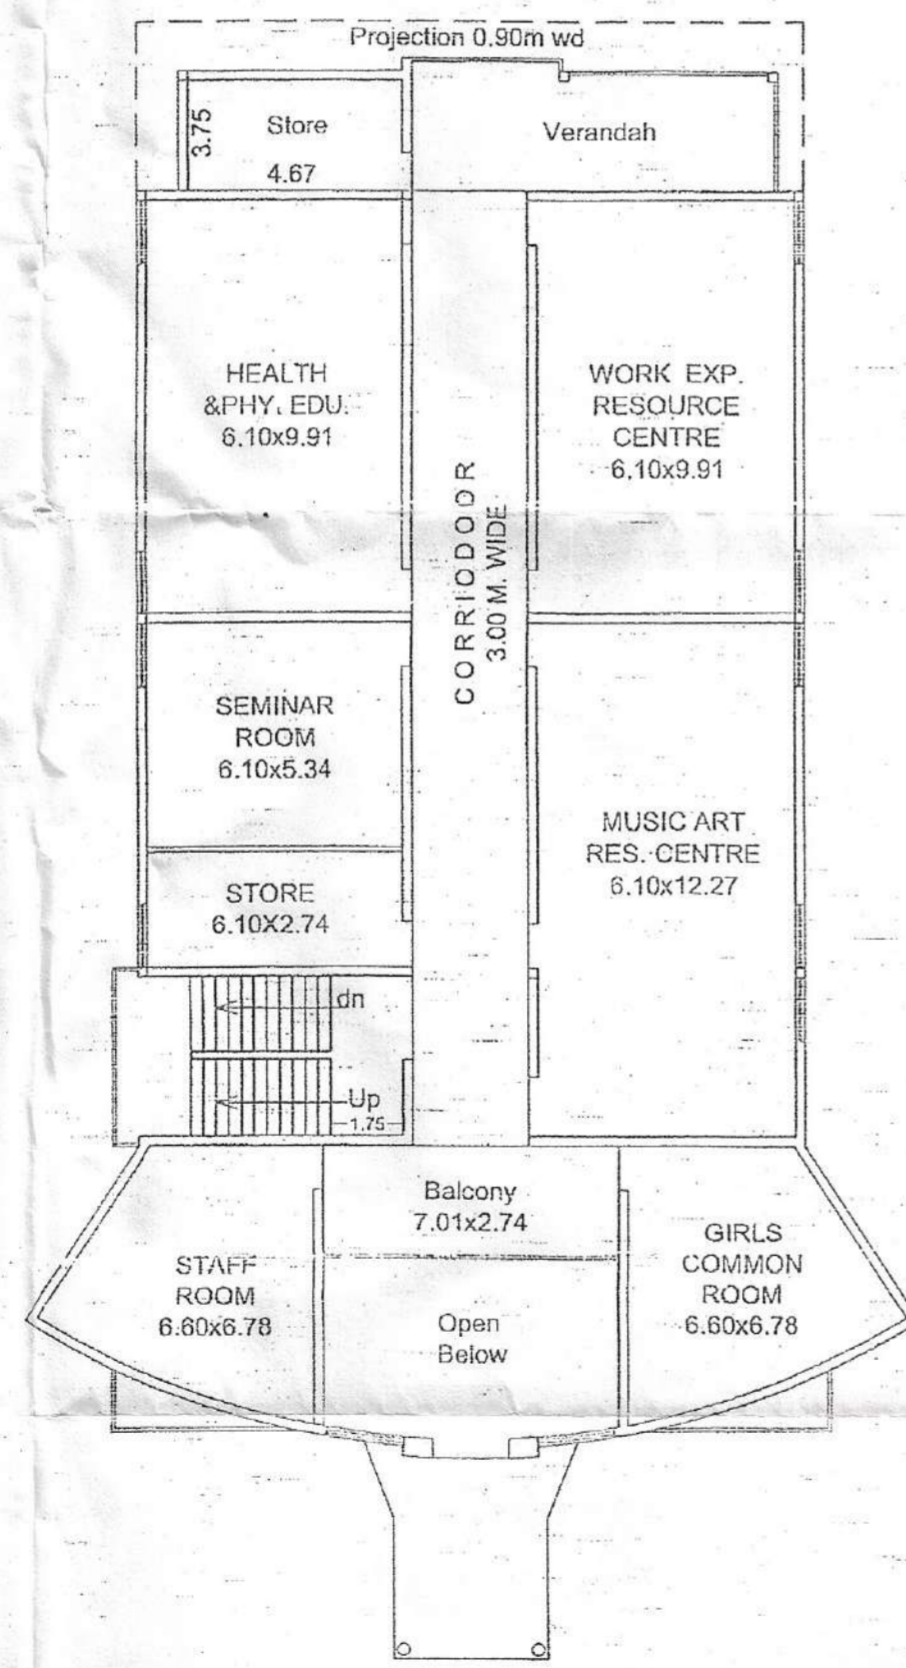 Projection 0.90m wd
Store
3.75
4.67
Verandah
HEALTH
&PHY. EDU.
6.10x9.91
WORK EXP.
RESOURCE
CENTRE
6.10x9.91
CORRIODOOR
3.00 M. WIDE
SEMINAR
ROOM
6.10x5.34
MUSIC ART
RES. CENTRE
6.10x12.27
STORE
6.10X2.74
dn
Up
1.75
Balcony
7.01x2.74
STAFF
ROOM
6.60x6.78
GIRLS
COMMON
ROOM
6.60x6.78
Open
Below